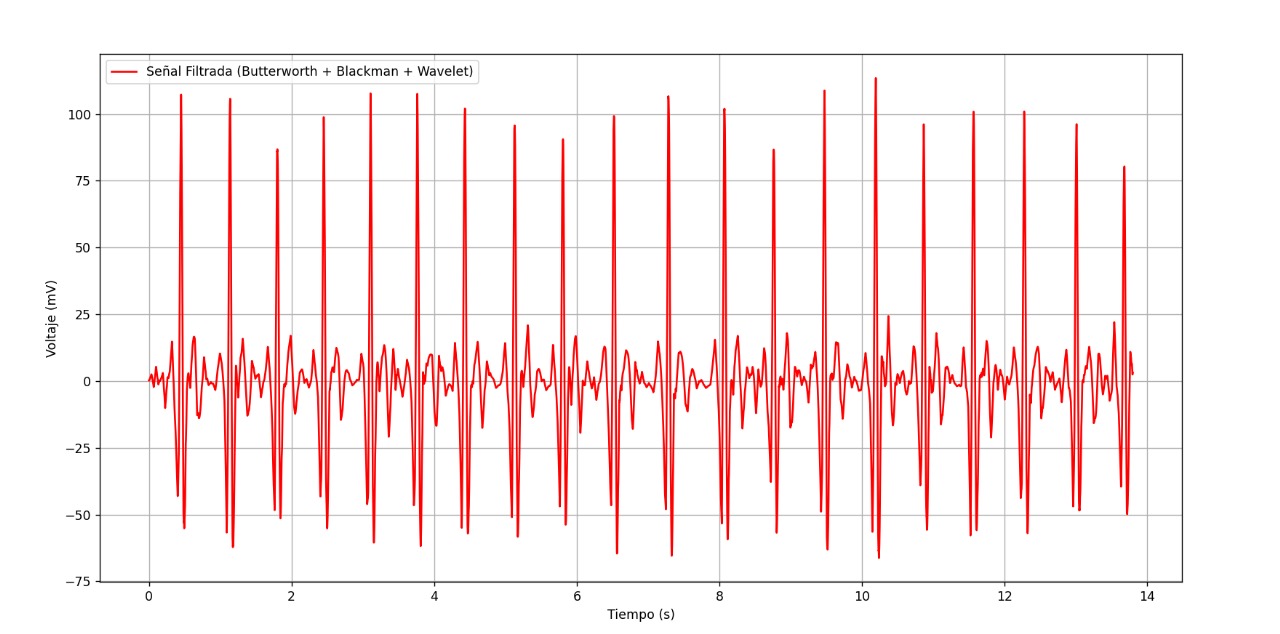 Señal Filtrada (Butterworth + Blackman + Wavelet)
Voltaje (mV)
100
75
50
25
0
−25
−50
−75
0 2 4 6 8 10 12 14
Tiempo (s)